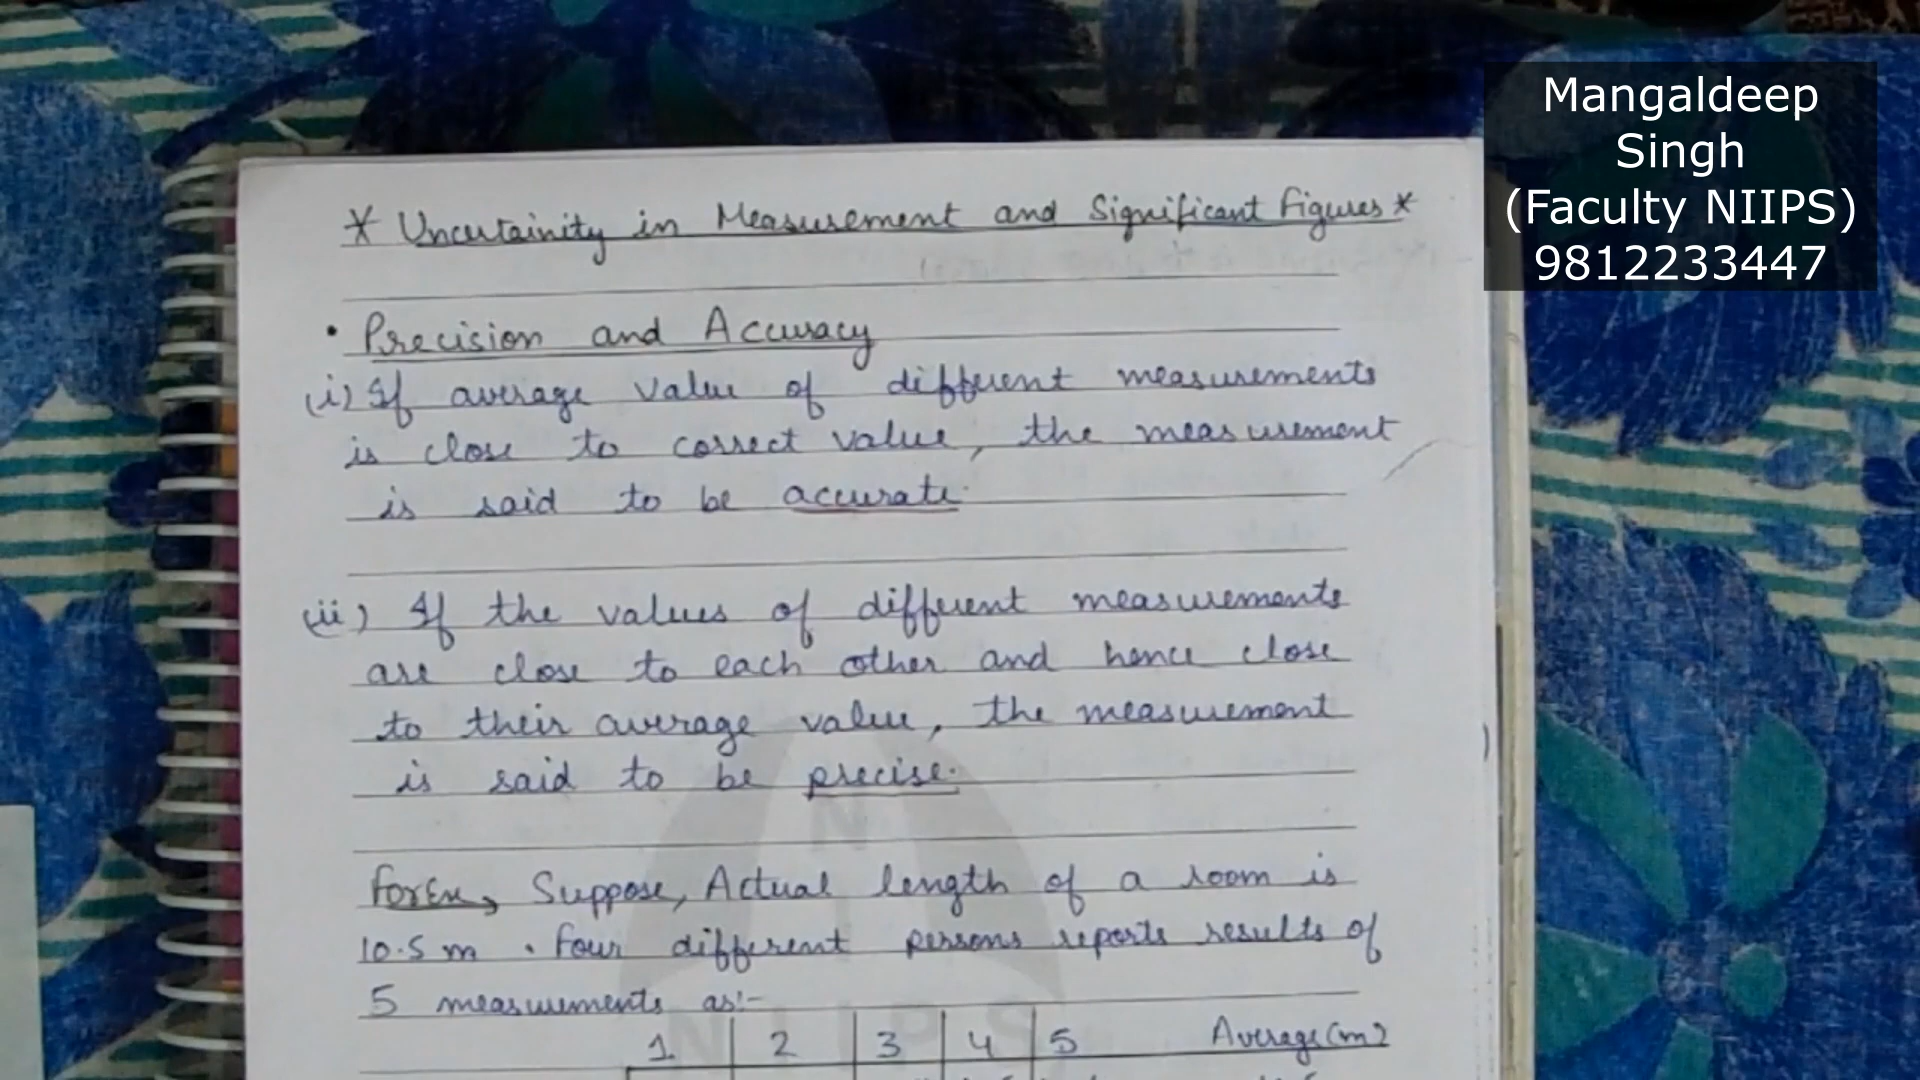 Mangaldeep
Singh
(Faculty NIIPS)
9812233447
* Uncertainity in Measurement and Significant Figures *
• Precision and Accuracy
(i) If average value of different measurements
is close to correct value, the measurement
is said to be accurate.
(ii) If the values of different measurements
are close to each other and hence close
to their average value, the measurement
is said to be precise.
For Ex, Suppose, Actual length of a room is
10.5 m . Four different persons reports results of
5 measurements as:-
1. 2 3 4 5 Average (m)
N
NIIPS